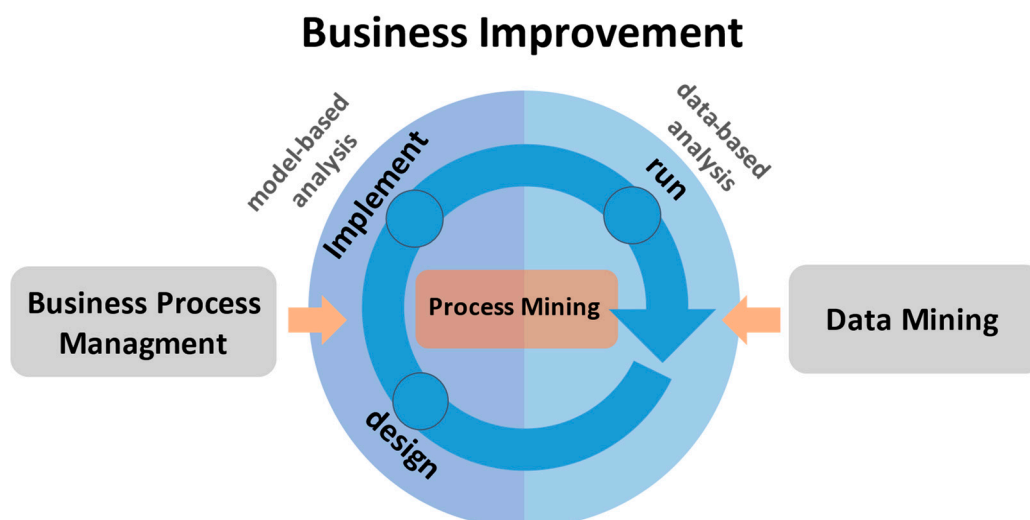 Business Improvement
model-based
analysis
data-based
analysis
Implement
run
Business Process
Managment
Process Mining
Data Mining
design